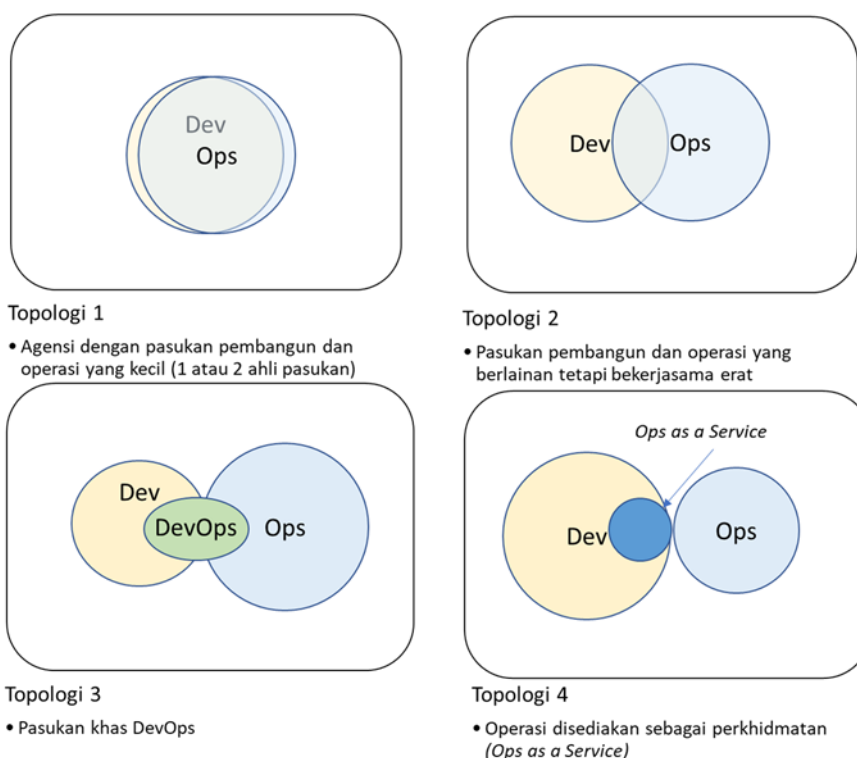 Dev
Ops
Topologi 1
• Agensi dengan pasukan pembangun dan
operasi yang kecil (1 atau 2 ahli pasukan)
Dev
Ops
Topologi 2
• Pasukan pembangun dan operasi yang
berlainan tetapi bekerjasama erat
Dev
DevOps
Ops
Topologi 3
• Pasukan khas DevOps
Ops as a Service
Dev
Ops
Topologi 4
• Operasi disediakan sebagai perkhidmatan
(Ops as a Service)